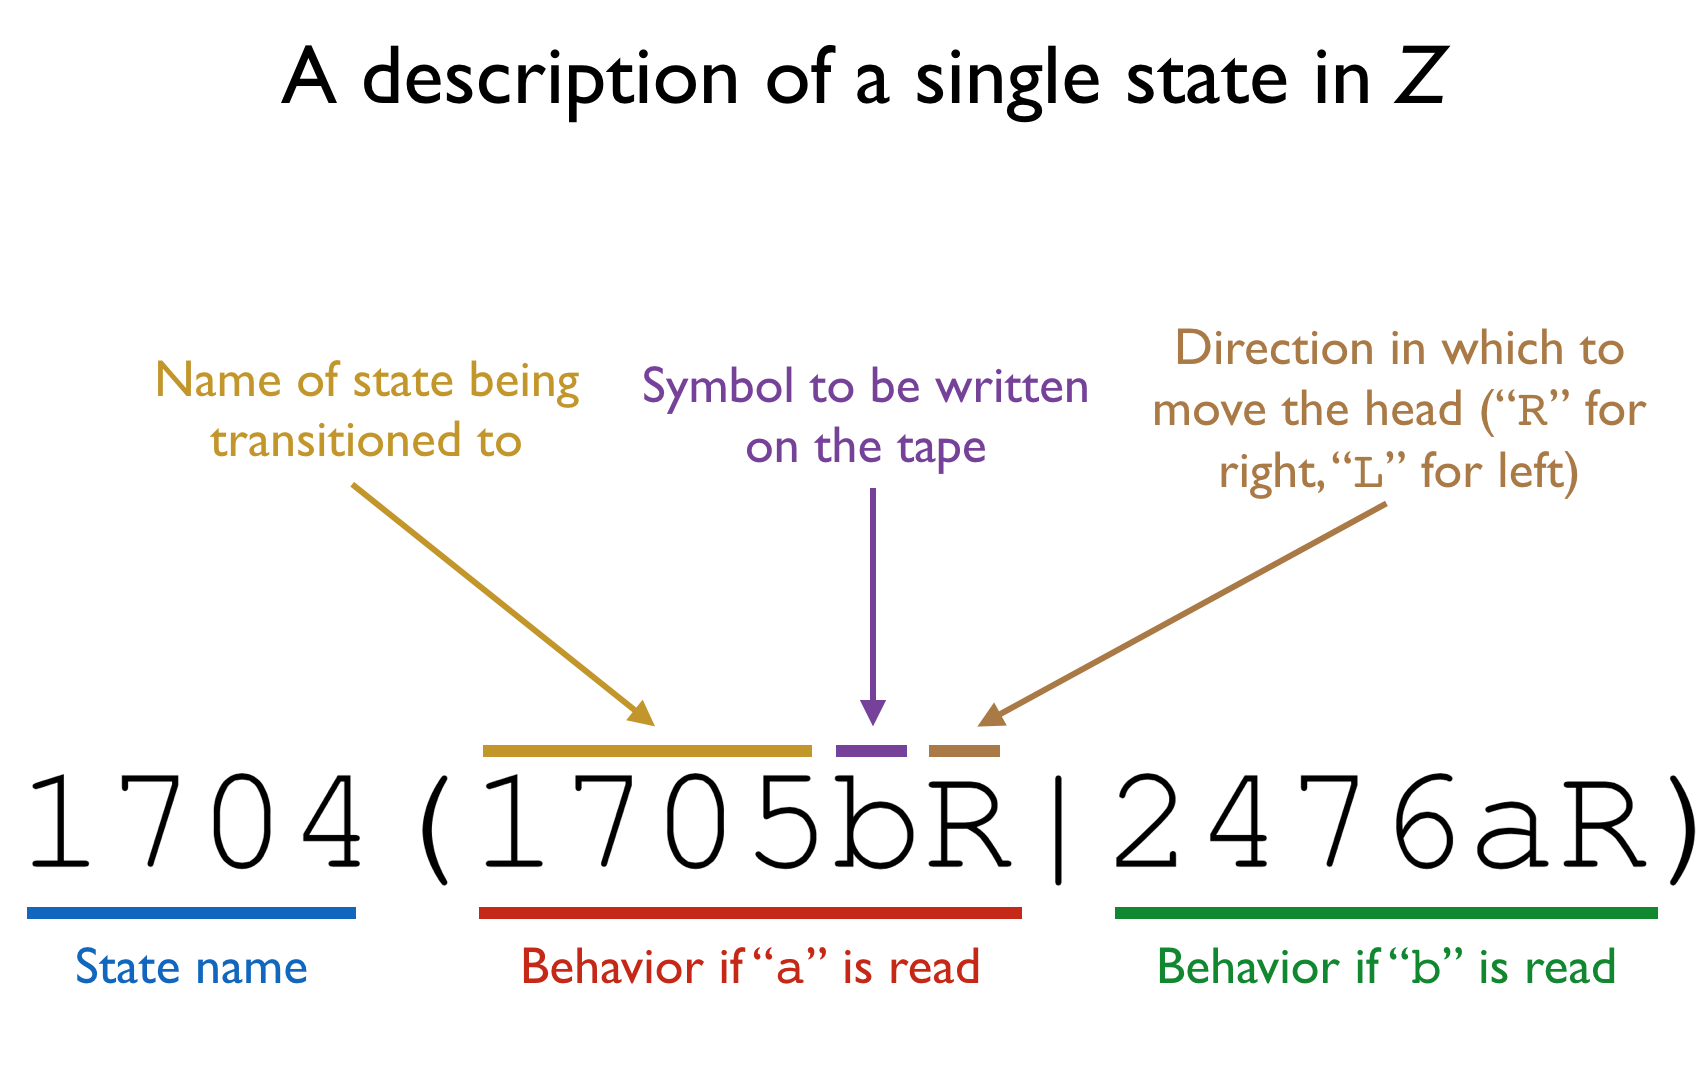 A description of a single state in Z
Name of state being
transitioned to
Symbol to be written
on the tape
Direction in which to
move the head (“R” for
right, “L” for left)
1704(1705bR|2476aR)
State name
Behavior if “a” is read
Behavior if “b” is read